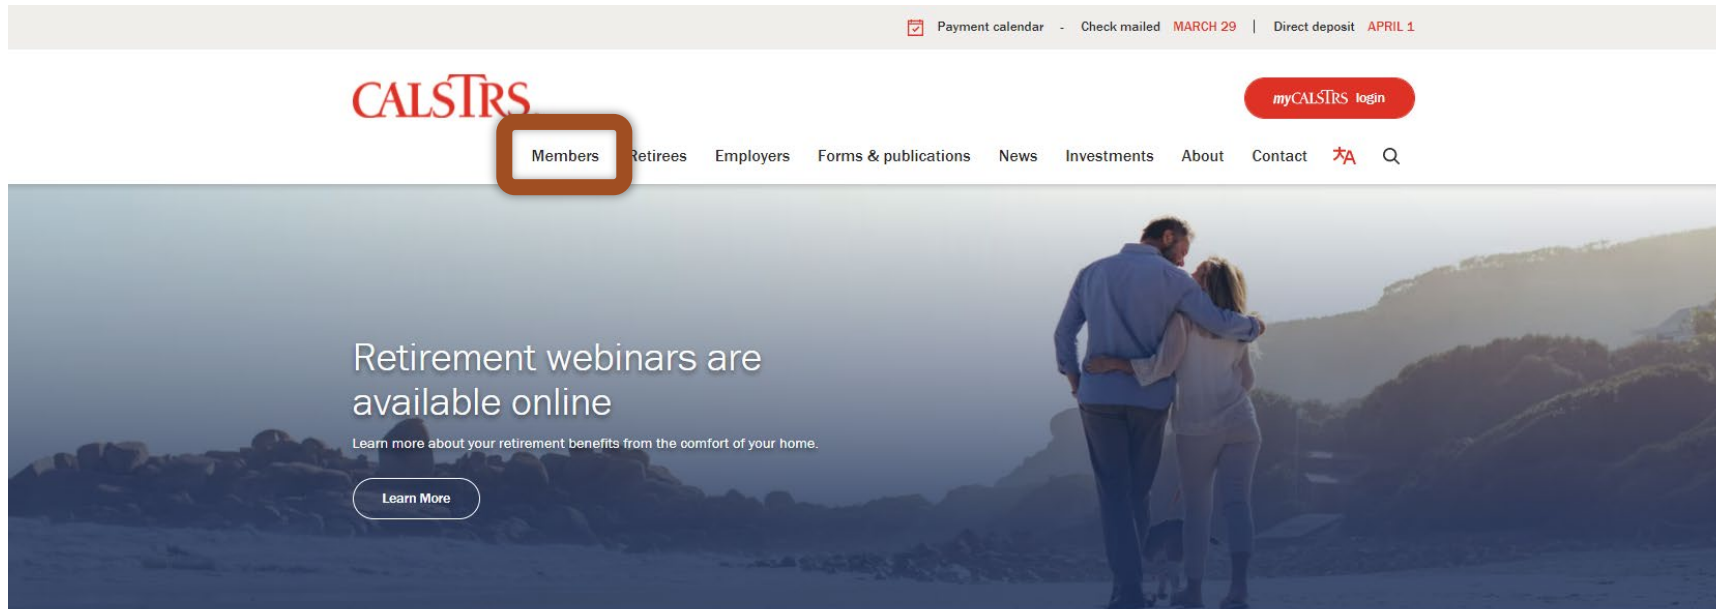 Payment calendar - Check mailed MARCH 29 | Direct deposit APRIL 1
CALSTRS
myCALSTRS login
Members Retirees Employers Forms & publications News Investments About Contact
Retirement webinars are
available online
Learn more about your retirement benefits from the comfort of your home.
Learn More